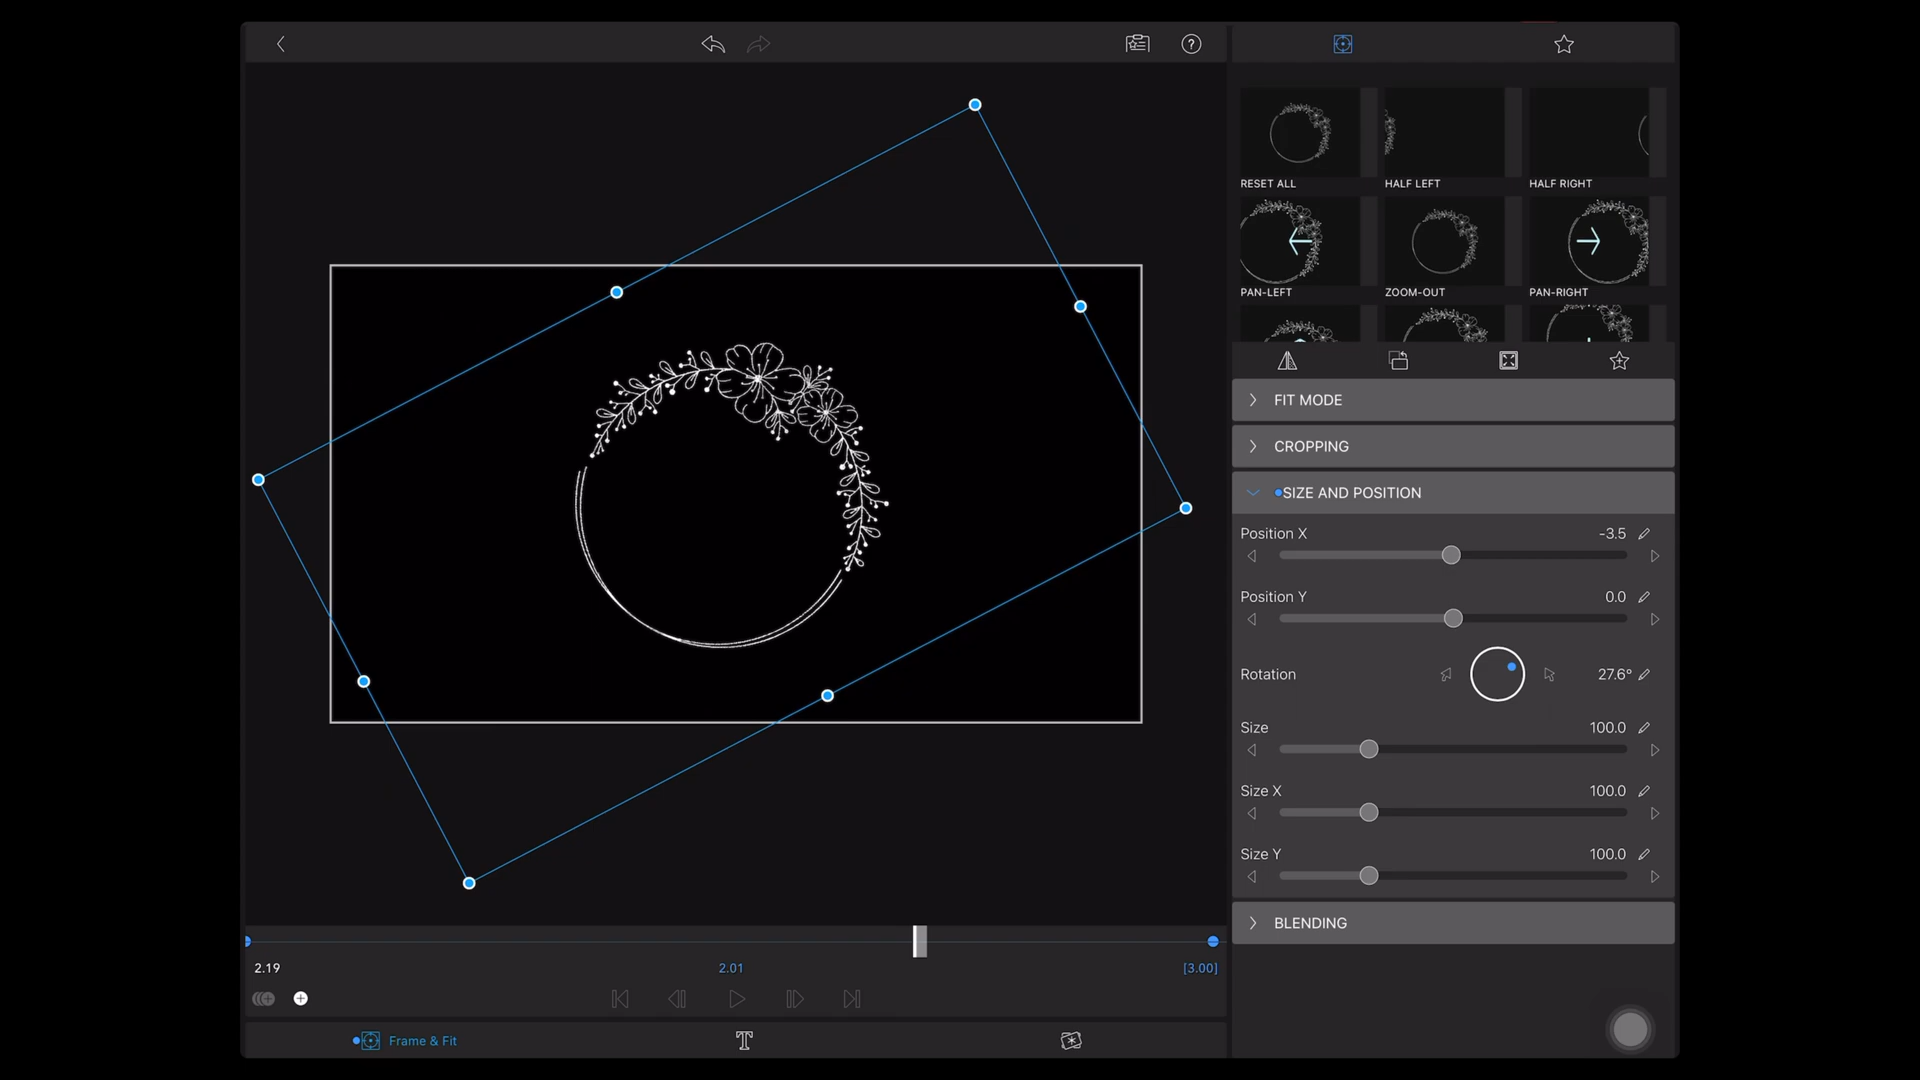 RESET ALL
HALF LEFT
HALF RIGHT
PAN-LEFT
ZOOM-OUT
PAN-RIGHT
FIT MODE
CROPPING
SIZE AND POSITION
Position X -3.5
Position Y 0.0
Rotation 27.6°
Size 100.0
Size X 100.0
Size Y 100.0
BLENDING
2.19 2.01 [3.00]
Frame & Fit